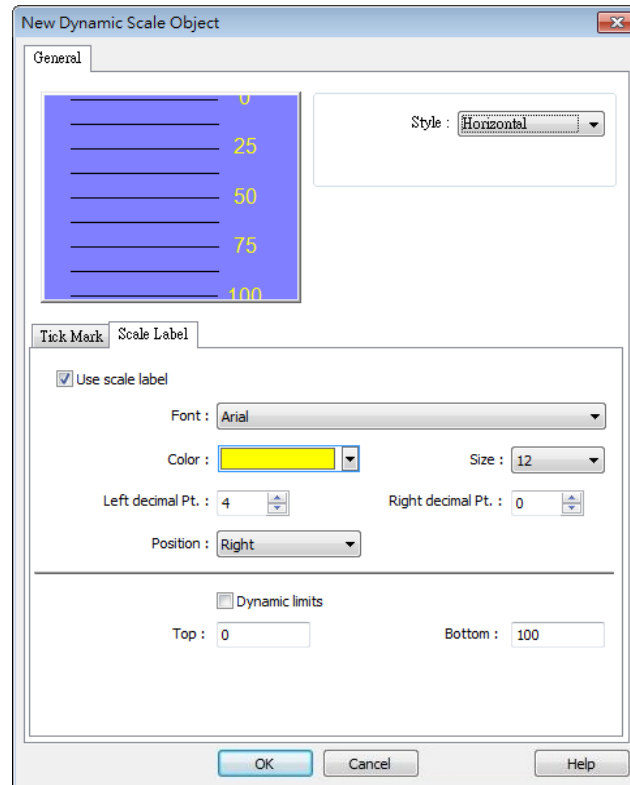 New Dynamic Scale Object
General
0
25
50
75
100
Style : Horizontal
Tick Mark Scale Label
Use scale label
Font : Arial
Color : Size : 12
Left decimal Pt. : 4 Right decimal Pt. : 0
Position : Right
Dynamic limits
Top : 0 Bottom : 100
OK Cancel Help